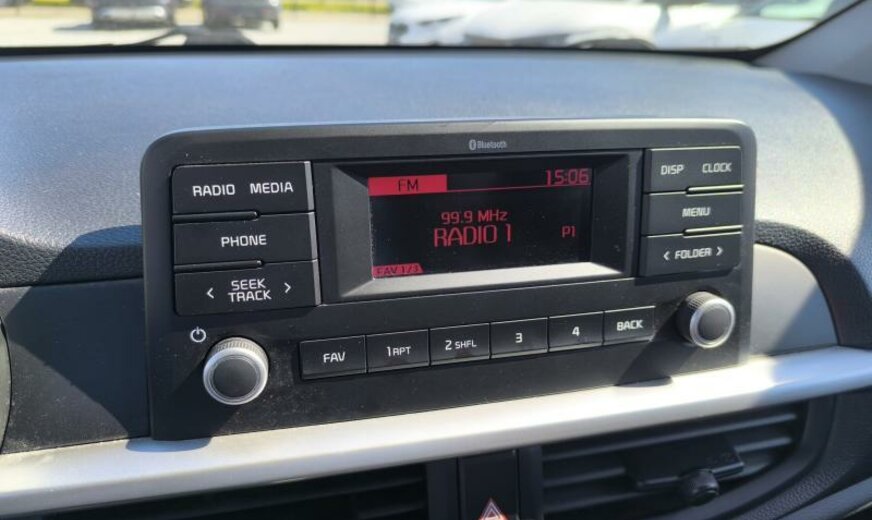 Bluetooth
RADIO MEDIA
PHONE
< SEEK TRACK >
FM 15:06
99.9 MHz
RADIO 1 P1
FAV 1/3
DISP CLOCK
MENU
< FOLDER >
FAV 1 RPT 2 SHFL 3 4 BACK